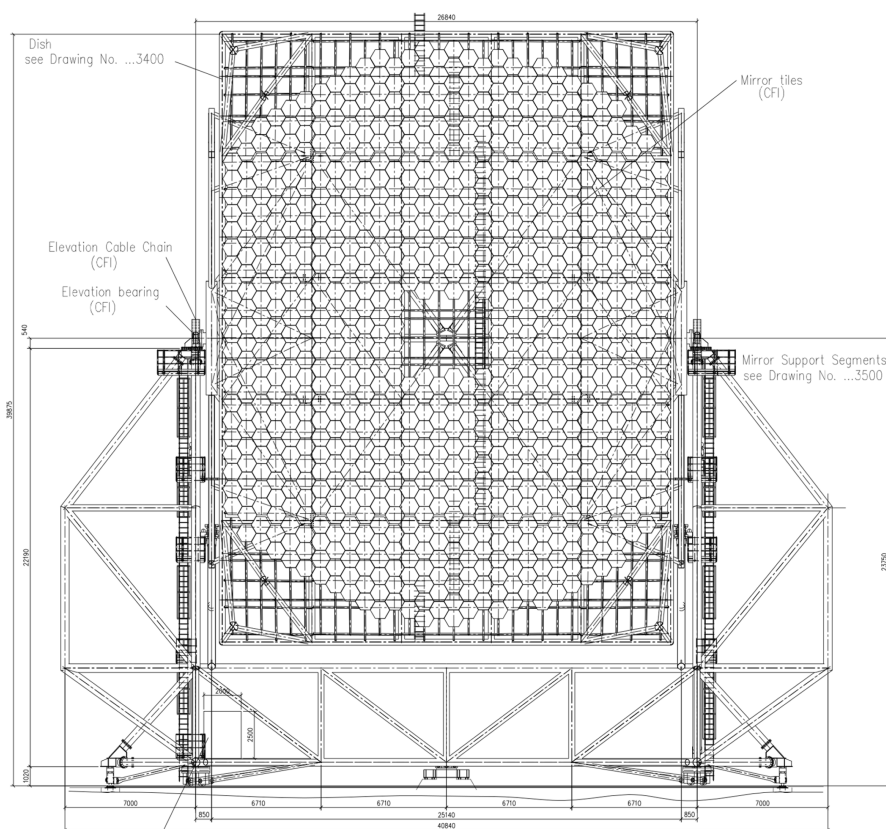 26840
Dish
see Drawing No. ...3400
Mirror tiles
(CFI)
Elevation Cable Chain
(CFI)
Elevation bearing
(CFI)
540
Mirror Support Segments
see Drawing No. ...3500
39875
22190
23750
2000
2500
1020
7000
6710
6710
6710
6710
7000
850
25140
850
40840